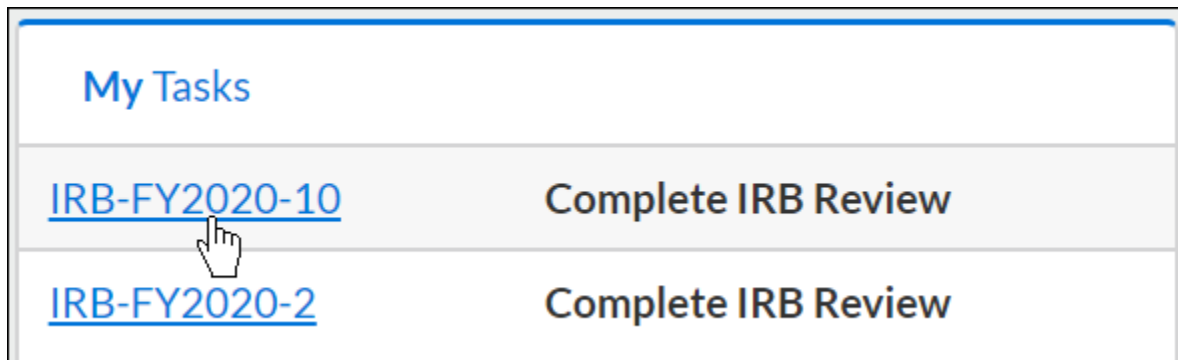 My Tasks
IRB-FY2020-10 Complete IRB Review
IRB-FY2020-2 Complete IRB Review